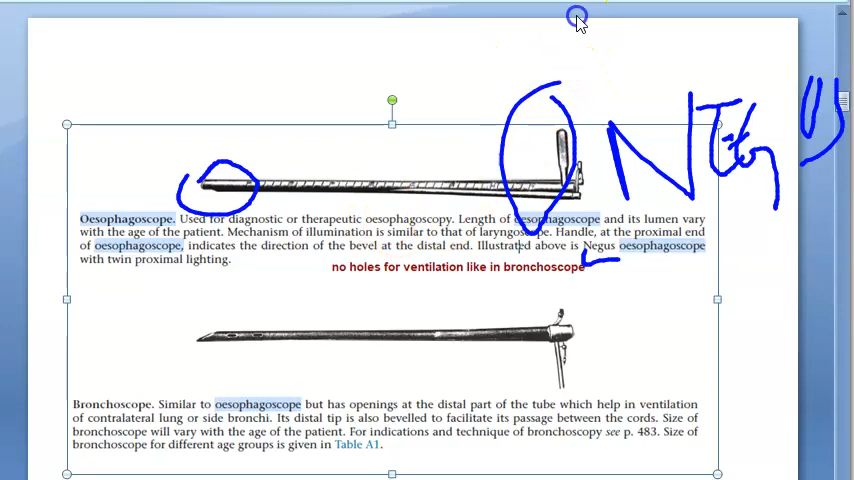 Negus
Oesophagoscope. Used for diagnostic or therapeutic oesophagoscopy. Length of oesophagoscope and its lumen vary
with the age of the patient. Mechanism of illumination is similar to that of laryngoscope. Handle, at the proximal end
of oesophagoscope, indicates the direction of the bevel at the distal end. Illustrated above is Negus oesophagoscope
with twin proximal lighting.
no holes for ventilation like in bronchoscope
Bronchoscope. Similar to oesophagoscope but has openings at the distal part of the tube which help in ventilation
of contralateral lung or side bronchi. Its distal tip is also bevelled to facilitate its passage between the cords. Size of
bronchoscope will vary with the age of the patient. For indications and technique of bronchoscopy see p. 483. Size of
bronchoscope for different age groups is given in Table A1.